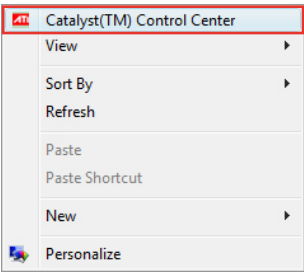 ATI Catalyst(TM) Control Center
View
Sort By
Refresh
Paste
Paste Shortcut
New
Personalize